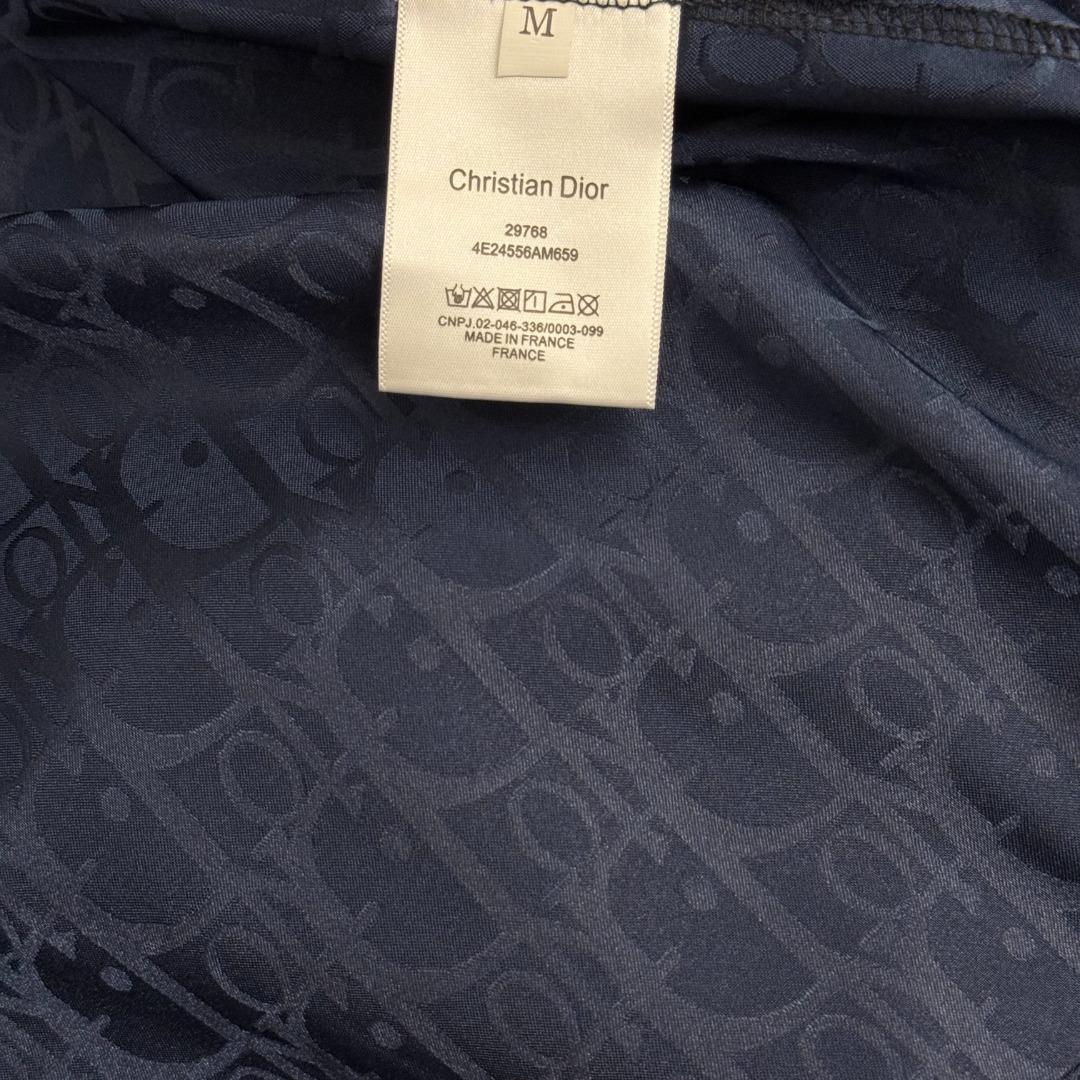 M
Christian Dior
29768
4E24556AM659
CNPJ.02-046-336/0003-099
MADE IN FRANCE
FRANCE